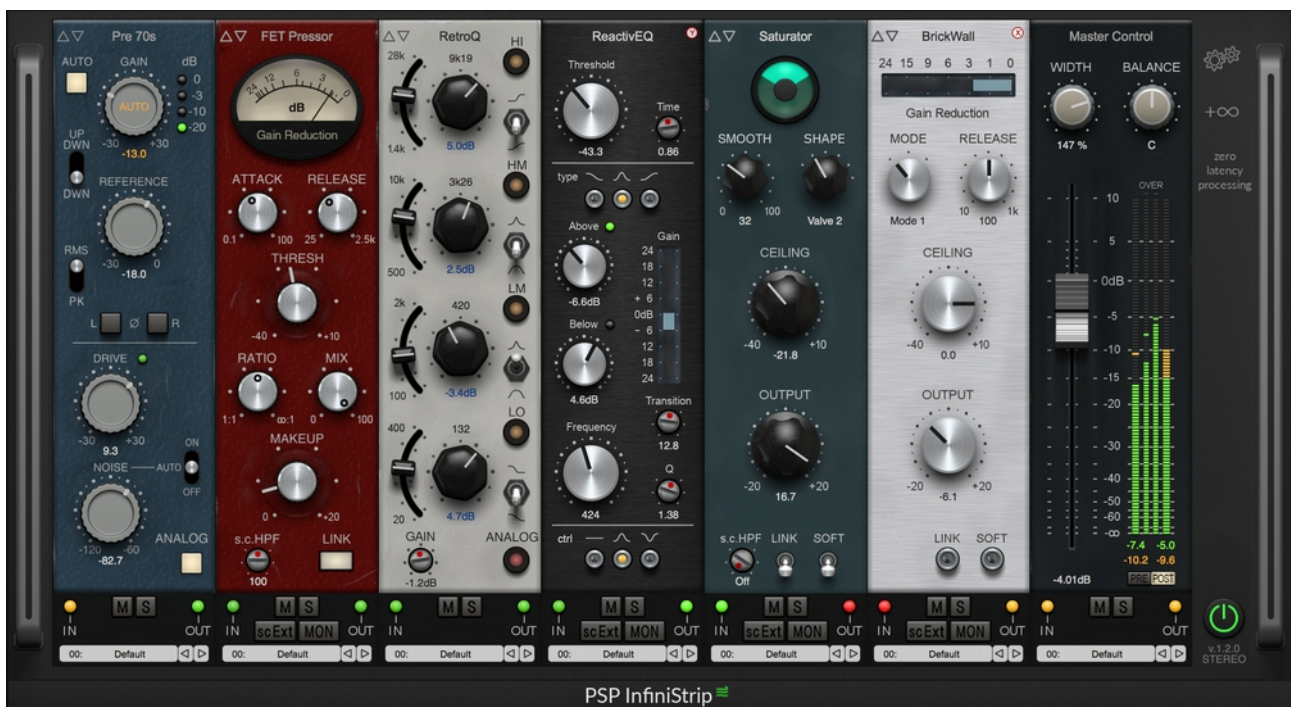 Pre 70s
AUTO GAIN dB
AUTO
0
-3
-10
-20
-30 +30
-13.0
UP
DWN
DWN
REFERENCE
-30 0
-18.0
RMS
PK
L Ø R
DRIVE
-30 +30
9.3
ON
NOISE AUTO
OFF
-120 -60
-82.7
ANALOG
M S
IN OUT
00: Default
FET Pressor
24 12 6 3 0
dB
Gain Reduction
ATTACK RELEASE
0.1 100 25 2.5k
THRESH
-40 +10
RATIO MIX
1:1 ∞:1 0 100
MAKEUP
0 +20
s.c.HPF LINK
100
M S
IN scExt MON OUT
00: Default
RetroQ
HI
28k 9k19
1.4k 5.0dB
HM
10k 3k26
500 2.5dB
LM
2k 420
100 -3.4dB
LO
400 132
20 4.7dB
GAIN ANALOG
-1.2dB
M S
IN OUT
00: Default
ReactivEQ Y
Threshold
Time
-43.3 0.86
type
Above Gain
24
18
12
+ 6
0dB
- 6
12
18
24
-6.6dB
Below
4.6dB
Transition
12.8
Frequency
Q
424 1.38
ctrl
M S
IN scExt MON OUT
00: Default
Saturator
SMOOTH SHAPE
0 100
32 Valve 2
CEILING
-40 +10
-21.8
OUTPUT
-20 +20
16.7
s.c.HPF LINK SOFT
Off
M S
IN scExt MON OUT
00: Default
BrickWall X
24 15 9 6 3 1 0
Gain Reduction
MODE RELEASE
10 1k
Mode 1 100
CEILING
-40 +10
0.0
OUTPUT
-20 +20
-6.1
LINK SOFT
M S
IN scExt MON OUT
00: Default
Master Control
WIDTH BALANCE
147 % C
OVER
10
5
0dB
-5
-10
-15
-20
-30
-40
-50
-60
-∞
-7.4 -5.0
-10.2 -9.6
-4.01dB PRE POST
M S
IN OUT
00: Default
+∞
zero
latency
processing
v.1.2.0
STEREO
PSP InfiniStrip